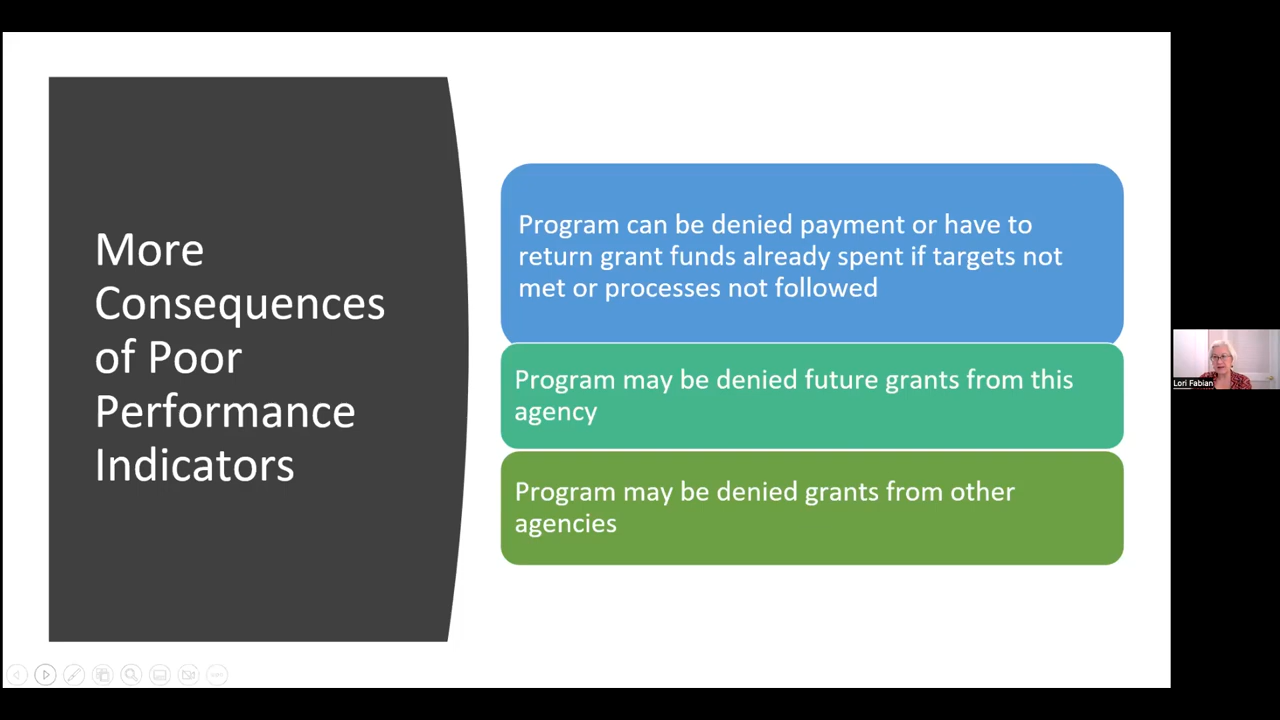 More
Consequences
of Poor
Performance
Indicators
Program can be denied payment or have to
return grant funds already spent if targets not
met or processes not followed
Program may be denied future grants from this
agency
Program may be denied grants from other
agencies
Lori Fabian